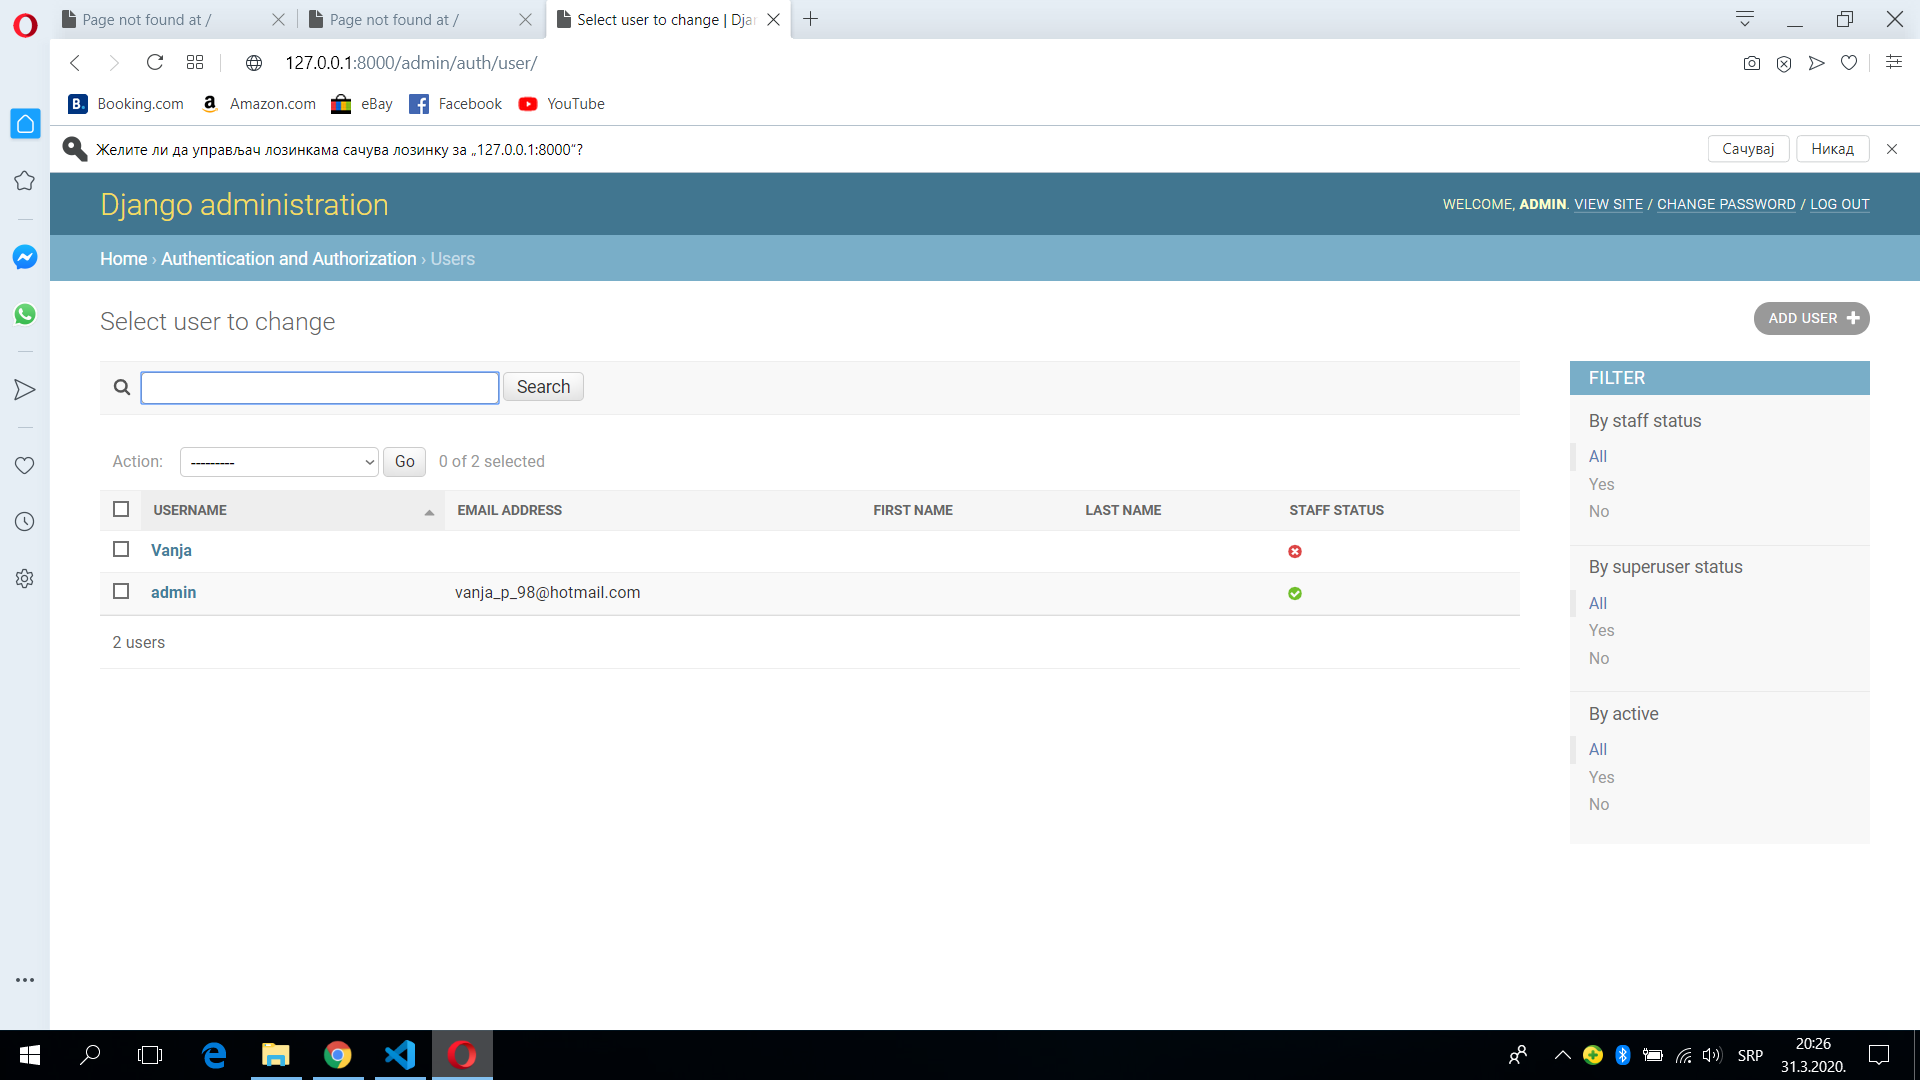 Page not found at /
Page not found at /
Select user to change | Dja
127.0.0.1:8000/admin/auth/user/
B. Booking.com
a Amazon.com
eBay
Facebook
YouTube
Желите ли да управљач лозинкама сачува лозинку за „127.0.0.1:8000“?
Сачувај
Никад
Django administration
WELCOME, ADMIN. VIEW SITE / CHANGE PASSWORD / LOG OUT
Home › Authentication and Authorization › Users
Select user to change
ADD USER +
Search
Action: --------- Go 0 of 2 selected
USERNAME EMAIL ADDRESS FIRST NAME LAST NAME STAFF STATUS
Vanja
admin vanja_p_98@hotmail.com
2 users
FILTER
By staff status
All
Yes
No
By superuser status
All
Yes
No
By active
All
Yes
No
SRP
20:26
31.3.2020.